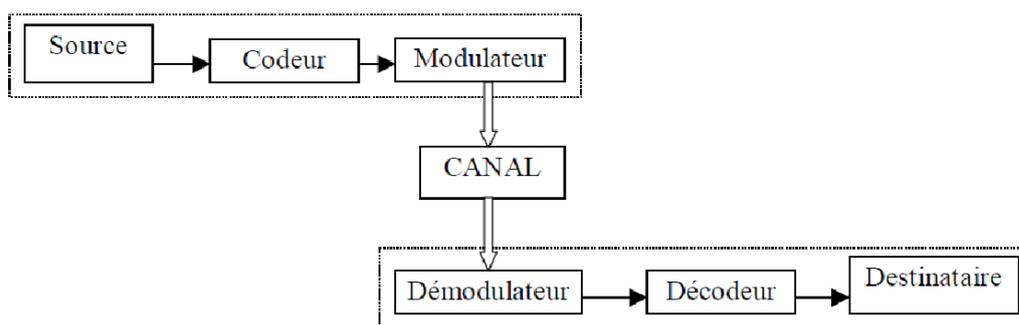 Source
Codeur
Modulateur
CANAL
Démodulateur
Décodeur
Destinataire